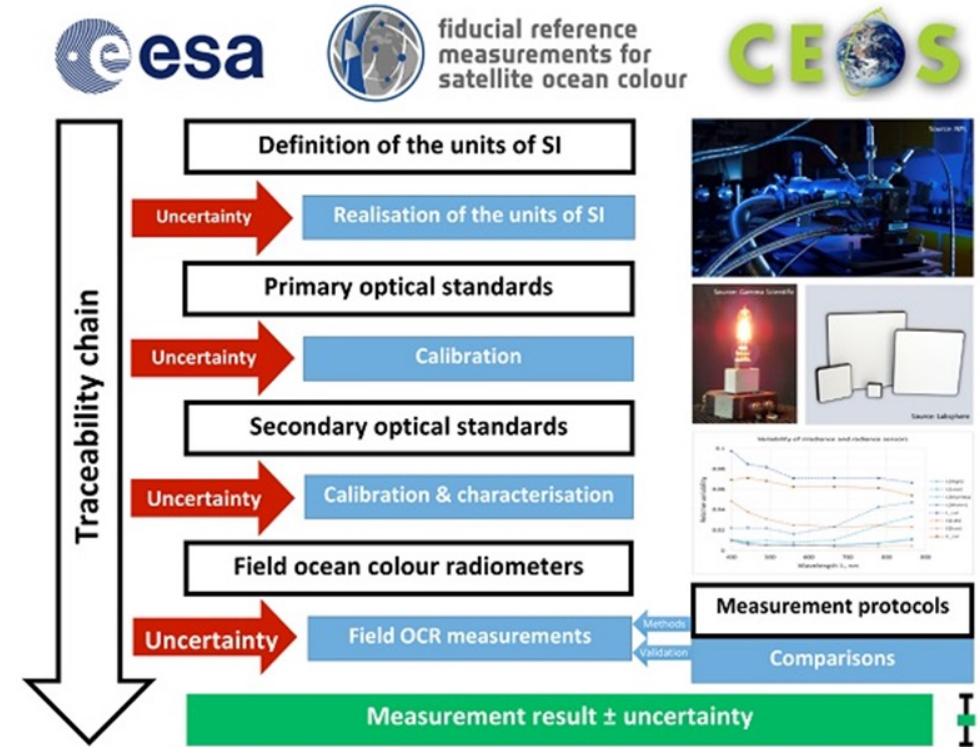 esa
fiducial reference
measurements for
satellite ocean colour
CEOS
Traceability chain
Definition of the units of SI
Source: NPL
Uncertainty
Realisation of the units of SI
Primary optical standards
Source: Gamma Scientific
Uncertainty
Calibration
Source: Labsphere
Secondary optical standards
Variability of irradiance and radiance sensors
Uncertainty
Calibration & characterisation
Wavelength λ, nm
Field ocean colour radiometers
Measurement protocols
Uncertainty
Field OCR measurements
Methods
Validation
Comparisons
Measurement result ± uncertainty